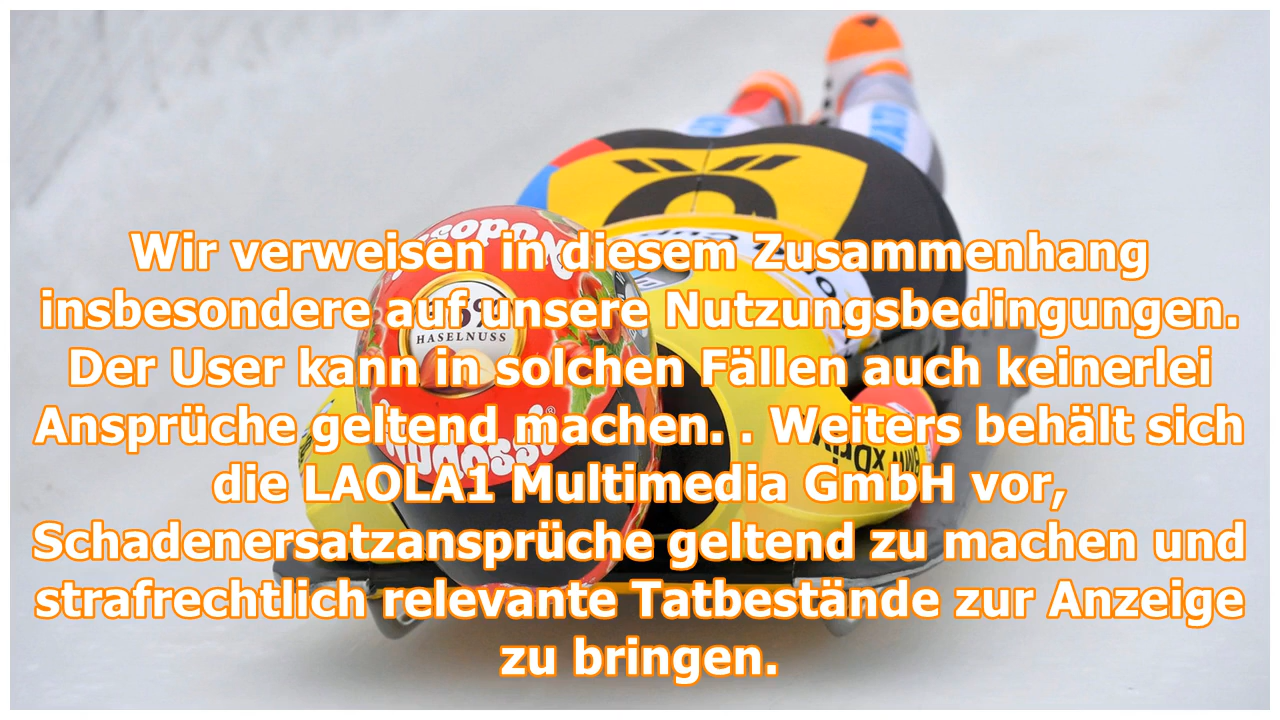 Wir verweisen in diesem Zusammenhang
insbesondere auf unsere Nutzungsbedingungen.
Der User kann in solchen Fällen auch keinerlei
Ansprüche geltend machen. . Weiters behält sich
die LAOLA1 Multimedia GmbH vor,
Schadenersatzansprüche geltend zu machen und
strafrechtlich relevante Tatbestände zur Anzeige
zu bringen.
HASELNUSS
BMW xDrive